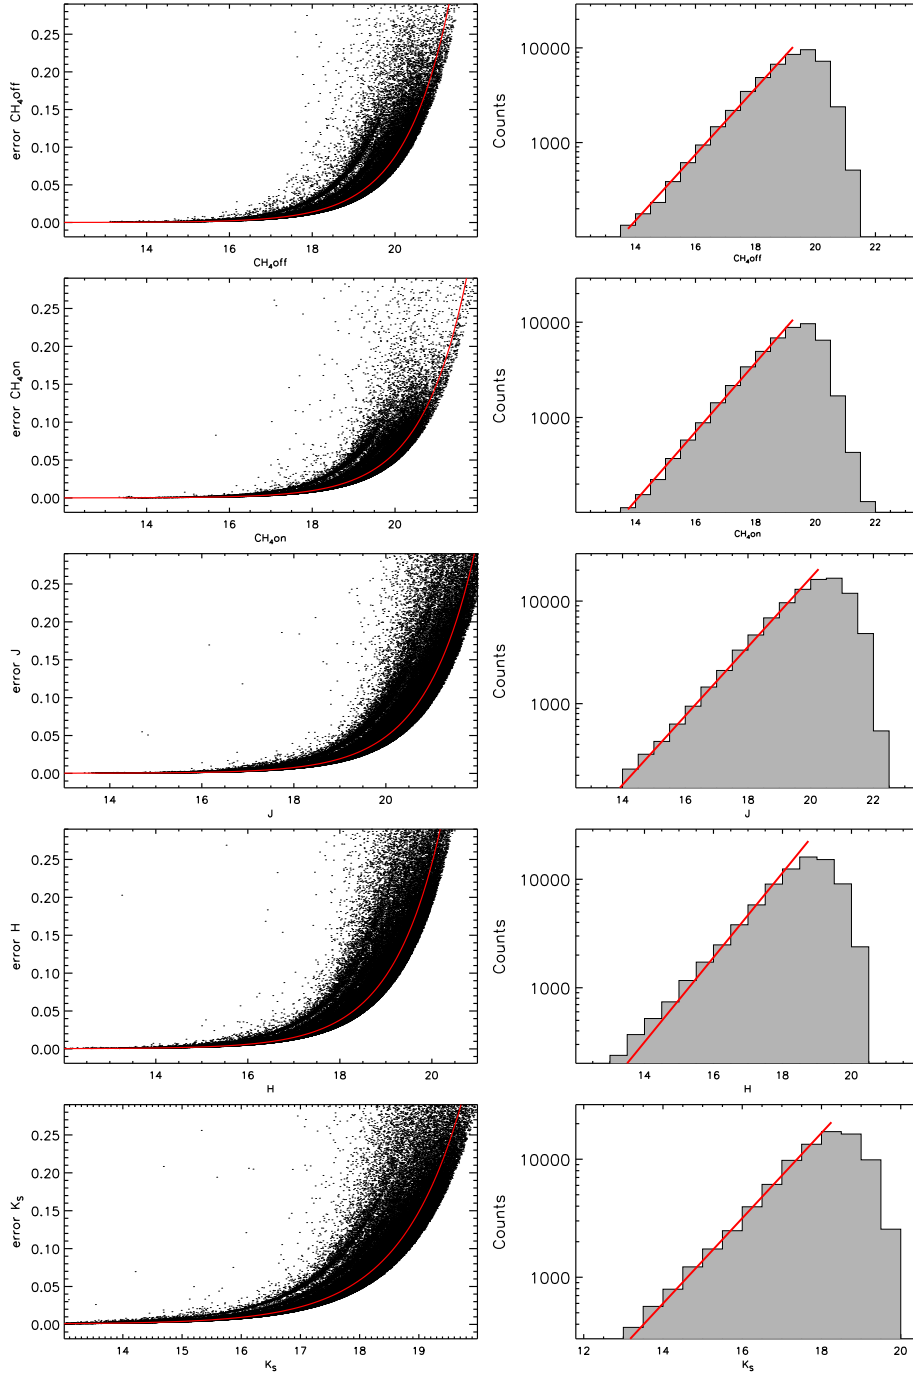 0.25
0.20
0.15
0.10
0.05
0.00
error CH₄off
14 16 18 20
CH₄off
10000
1000
Counts
14 16 18 20 22
CH₄off
0.25
0.20
0.15
0.10
0.05
0.00
error CH₄on
14 16 18 20
CH₄on
10000
1000
Counts
14 16 18 20 22
CH₄on
0.25
0.20
0.15
0.10
0.05
0.00
error J
14 16 18 20
J
10000
1000
Counts
14 16 18 20 22
J
0.25
0.20
0.15
0.10
0.05
0.00
error H
14 16 18 20
H
10000
1000
Counts
14 16 18 20
H
0.25
0.20
0.15
0.10
0.05
0.00
error Kₛ
14 15 16 17 18 19
Kₛ
10000
1000
Counts
12 14 16 18 20
Kₛ